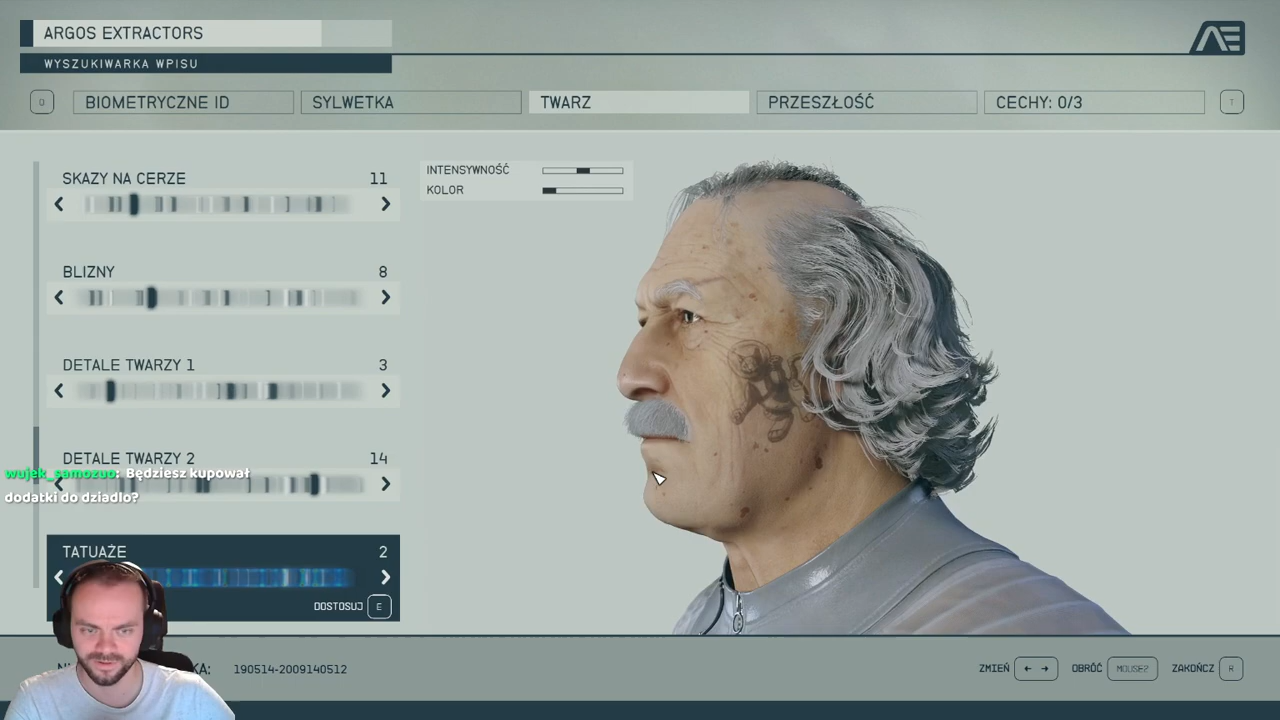 ARGOS EXTRACTORS
WYSZUKIWARKA WPISU
Q
BIOMETRYCZNE ID
SYLWETKA
TWARZ
PRZESZŁOŚĆ
CECHY: 0/3
T
SKAZY NA CERZE 11
INTENSYWNOŚĆ
KOLOR
BLIZNY 8
DETALE TWARZY 1 3
DETALE TWARZY 2 14
wujek_samozuo: Będziesz kupował
dodatki do dziadlo?
TATUAŻE 2
DOSTOSUJ E
KA: 190514-2009140512
ZMIEŃ
OBRÓĆ MOUSE2
ZAKOŃCZ R